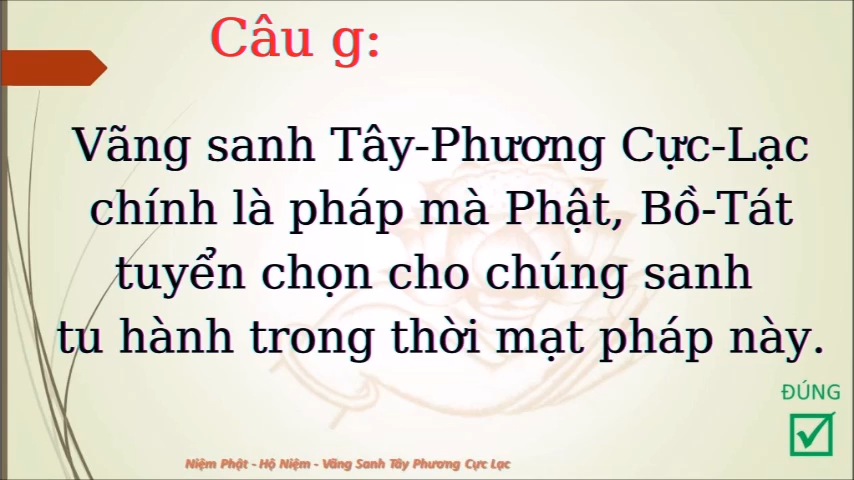 Câu g:
Vãng sanh Tây-Phương Cực-Lạc
chính là pháp mà Phật, Bồ-Tát
tuyển chọn cho chúng sanh
tu hành trong thời mạt pháp này.
ĐÚNG
Niệm Phật - Hộ Niệm - Vãng Sanh Tây Phương Cực Lạc